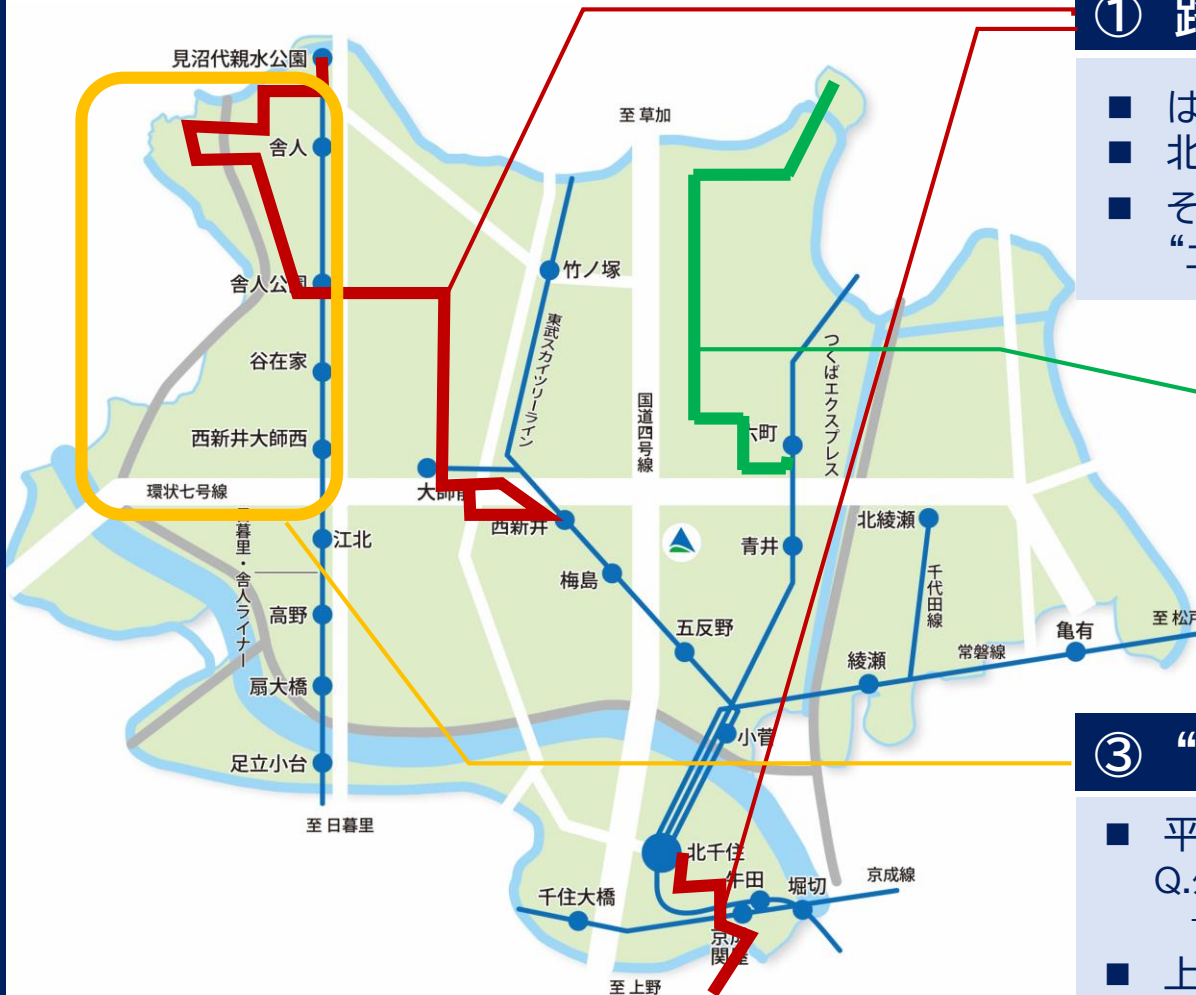 見沼代親水公園
舎人
舎人公園
谷在家
西新井大師西
環状七号線
江北
日暮里・舎人ライナー
高野
扇大橋
足立小台
至 日暮里
至 草加
竹ノ塚
東武スカイツリーライン
国道四号線
大師前
西新井
梅島
五反野
つくばエクスプレス
六町
青井
北綾瀬
千代田線
綾瀬
常磐線
亀有
至 松戸
小菅
北千住
牛田
堀切
京成線
千住大橋
京成
関屋
至 上野
①
■ は
■ 北
■ そ
“
③ “
■ 平
Q.
■ 上